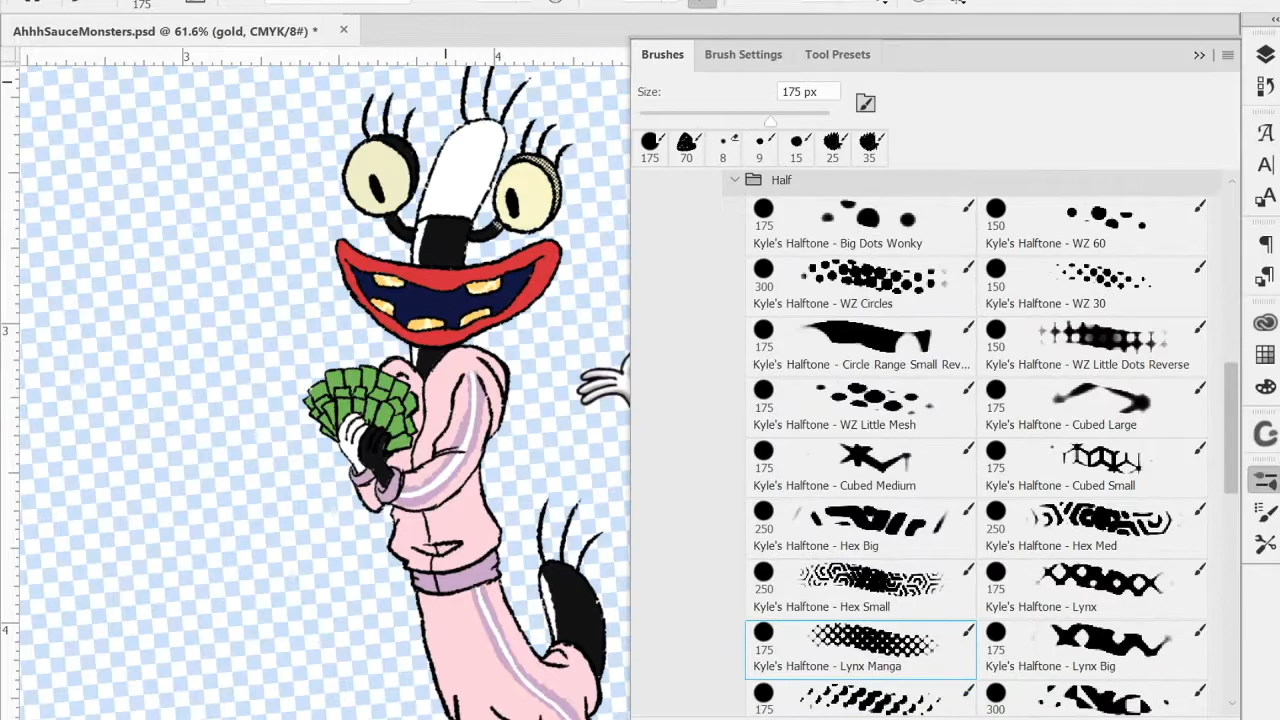 175
AhhhSauceMonsters.psd @ 61.6% (gold, CMYK/8#) *
3
4
3
4
Brushes
Brush Settings
Tool Presets
Size:
175 px
175
70
8
9
15
25
35
Half
175
Kyle's Halftone - Big Dots Wonky
150
Kyle's Halftone - WZ 60
300
Kyle's Halftone - WZ Circles
150
Kyle's Halftone - WZ 30
175
Kyle's Halftone - Circle Range Small Rev...
150
Kyle's Halftone - WZ Little Dots Reverse
175
Kyle's Halftone - WZ Little Mesh
175
Kyle's Halftone - Cubed Large
175
Kyle's Halftone - Cubed Medium
175
Kyle's Halftone - Cubed Small
250
Kyle's Halftone - Hex Big
250
Kyle's Halftone - Hex Med
250
Kyle's Halftone - Hex Small
175
Kyle's Halftone - Lynx
175
Kyle's Halftone - Lynx Manga
175
Kyle's Halftone - Lynx Big
175
300